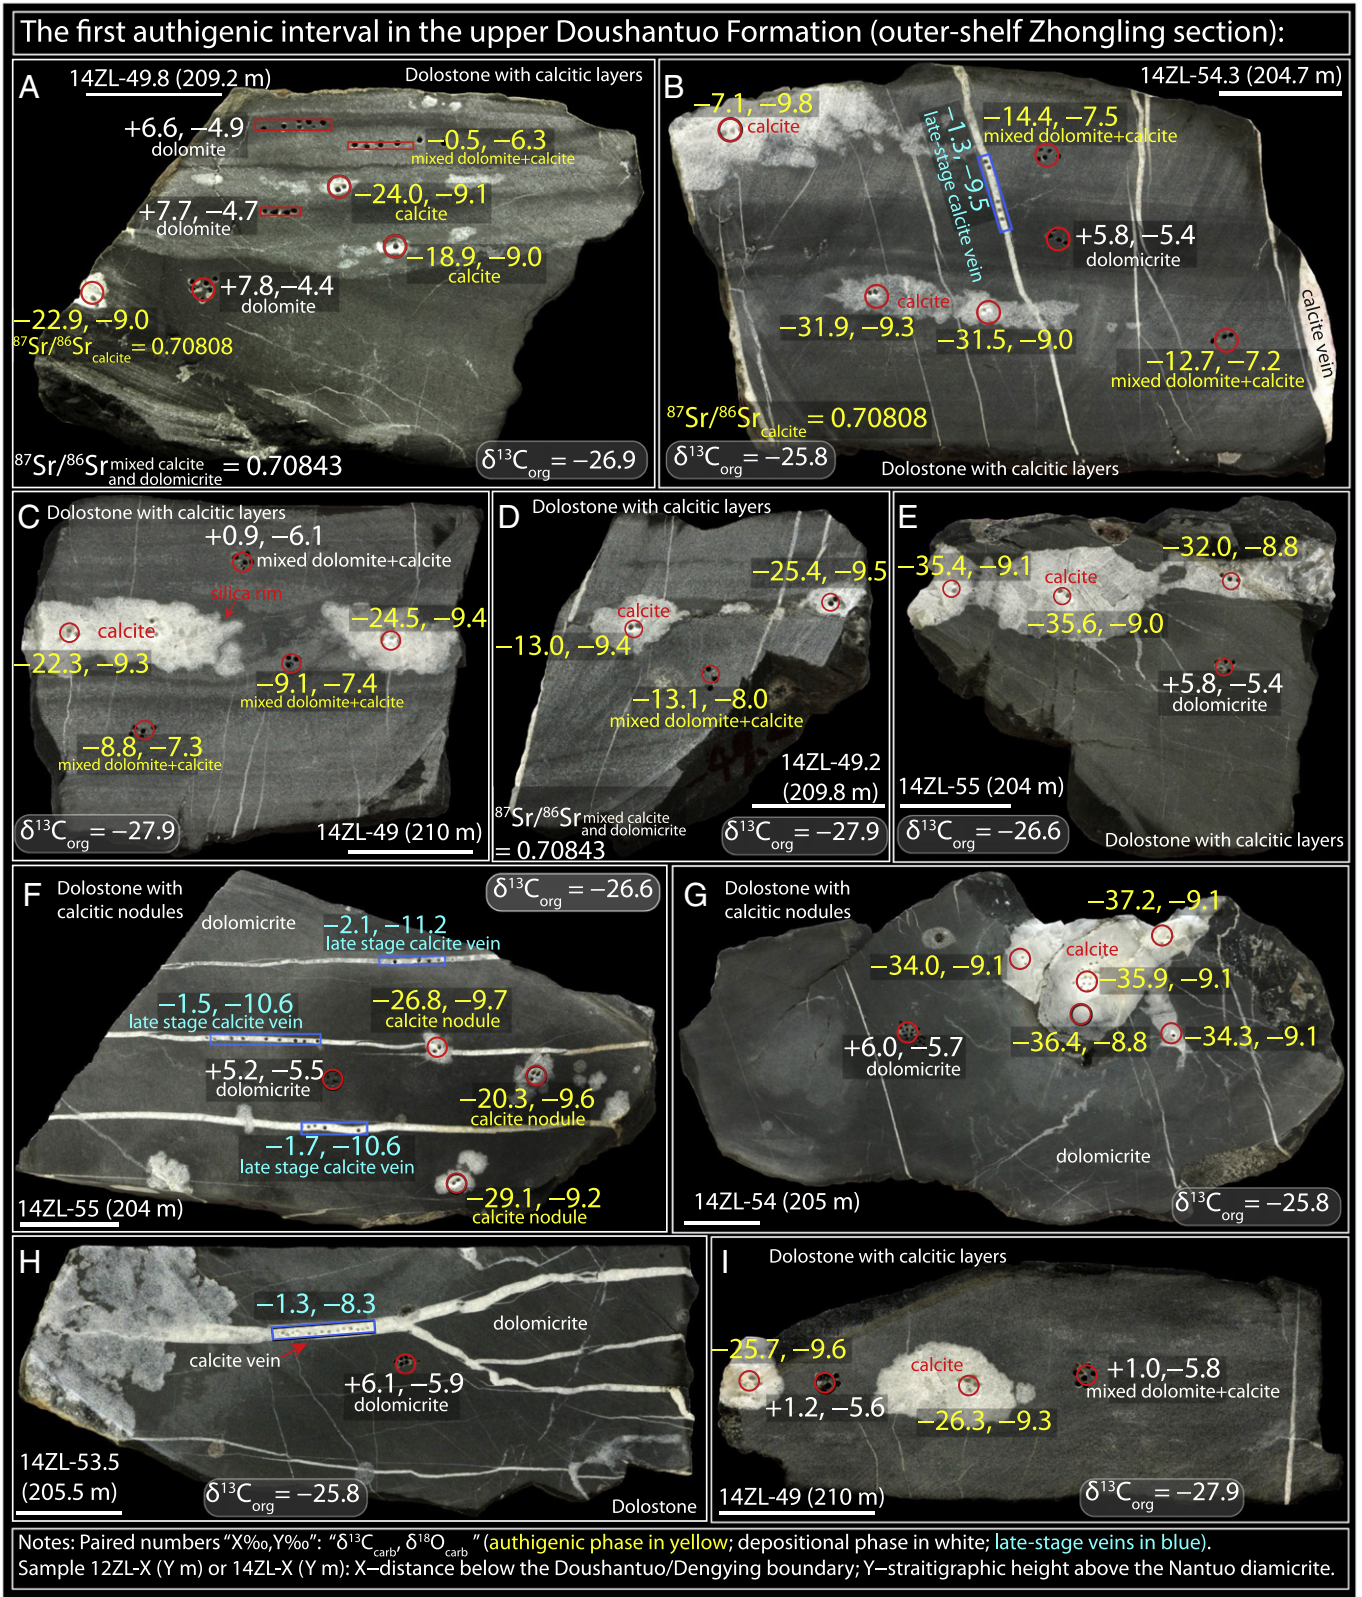 The first authigenic interval in the upper Doushantuo Formation (outer-shelf Zhongling section):
A
14ZL-49.8 (209.2 m)
Dolostone with calcitic layers
+6.6, −4.9
dolomite
−0.5, −6.3
mixed dolomite+calcite
−24.0, −9.1
calcite
+7.7, −4.7
dolomite
−18.9, −9.0
calcite
+7.8,−4.4
dolomite
−22.9, −9.0
87Sr/86Srcalcite= 0.70808
87Sr/86Sr mixed calcite and dolomicrite = 0.70843
δ13Corg= −26.9
B
14ZL-54.3 (204.7 m)
−7.1, −9.8
calcite
−1.3, −9.5
late-stage calcite vein
−14.4, −7.5
mixed dolomite+calcite
+5.8, −5.4
dolomicrite
calcite
−31.9, −9.3
−31.5, −9.0
−12.7, −7.2
mixed dolomite+calcite
calcite vein
87Sr/86Srcalcite= 0.70808
δ13Corg= −25.8
Dolostone with calcitic layers
C
Dolostone with calcitic layers
+0.9, −6.1
mixed dolomite+calcite
silica rim
calcite
−24.5, −9.4
−22.3, −9.3
−9.1, −7.4
mixed dolomite+calcite
−8.8, −7.3
mixed dolomite+calcite
δ13Corg= −27.9
14ZL-49 (210 m)
D
Dolostone with calcitic layers
−25.4, −9.5
calcite
−13.0, −9.4
−13.1, −8.0
mixed dolomite+calcite
14ZL-49.2
(209.8 m)
87Sr/86Sr mixed calcite and dolomicrite
= 0.70843
δ13Corg= −27.9
E
−32.0, −8.8
−35.4, −9.1
calcite
−35.6, −9.0
+5.8, −5.4
dolomicrite
14ZL-55 (204 m)
δ13Corg= −26.6
Dolostone with calcitic layers
F
Dolostone with
calcitic nodules
δ13Corg= −26.6
dolomicrite
−2.1, −11.2
late stage calcite vein
−1.5, −10.6
late stage calcite vein
−26.8, −9.7
calcite nodule
+5.2, −5.5
dolomicrite
−20.3, −9.6
calcite nodule
−1.7, −10.6
late stage calcite vein
−29.1, −9.2
calcite nodule
14ZL-55 (204 m)
G
Dolostone with
calcitic nodules
−37.2, −9.1
calcite
−34.0, −9.1
−35.9, −9.1
−36.4, −8.8
−34.3, −9.1
+6.0, −5.7
dolomicrite
dolomicrite
14ZL-54 (205 m)
δ13Corg= −25.8
H
−1.3, −8.3
dolomicrite
calcite vein
+6.1, −5.9
dolomicrite
14ZL-53.5
(205.5 m)
δ13Corg= −25.8
Dolostone
I
Dolostone with calcitic layers
−25.7, −9.6
calcite
+1.0,−5.8
mixed dolomite+calcite
+1.2, −5.6
−26.3, −9.3
14ZL-49 (210 m)
δ13Corg= −27.9
Notes: Paired numbers “X‰,Y‰”: “δ13Ccarb, δ18Ocarb ” (authigenic phase in yellow; depositional phase in white; late-stage veins in blue).
Sample 12ZL-X (Y m) or 14ZL-X (Y m): X−distance below the Doushantuo/Dengying boundary; Y−straitigraphic height above the Nantuo diamicrite.